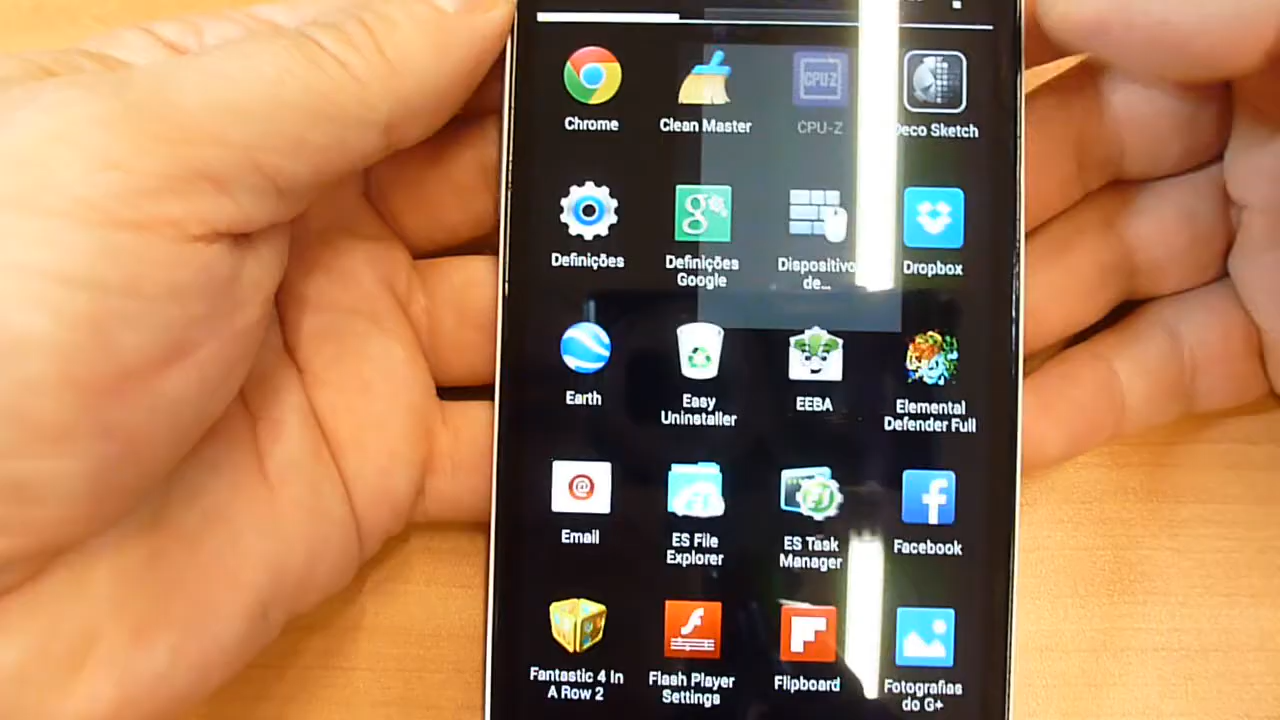 Chrome
Clean Master
CPU-Z
CPU-Z
Deco Sketch
Definições
g
Definições
Google
Dispositivo
de...
Dropbox
Earth
Easy
Uninstaller
EEBA
Elemental
Defender Full
@
Email
ES File
Explorer
ES Task
Manager
f
Facebook
Fantastic 4 In
A Row 2
Flash Player
Settings
Flipboard
Fotografias
do G+